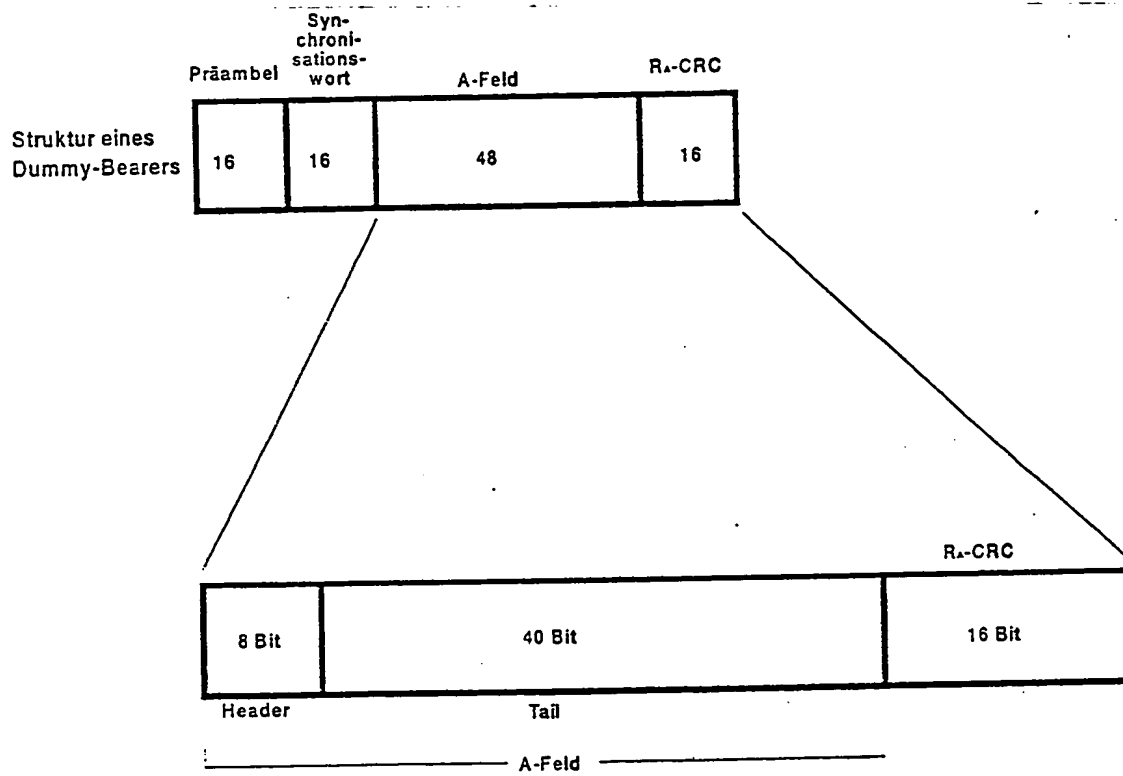 Syn-
chroni-
sations-
wort
Präambel
A-Feld
RA-CRC
Struktur eines
Dummy-Bearers
16
16
48
16
RA-CRC
8 Bit
40 Bit
16 Bit
Header
Tail
A-Feld